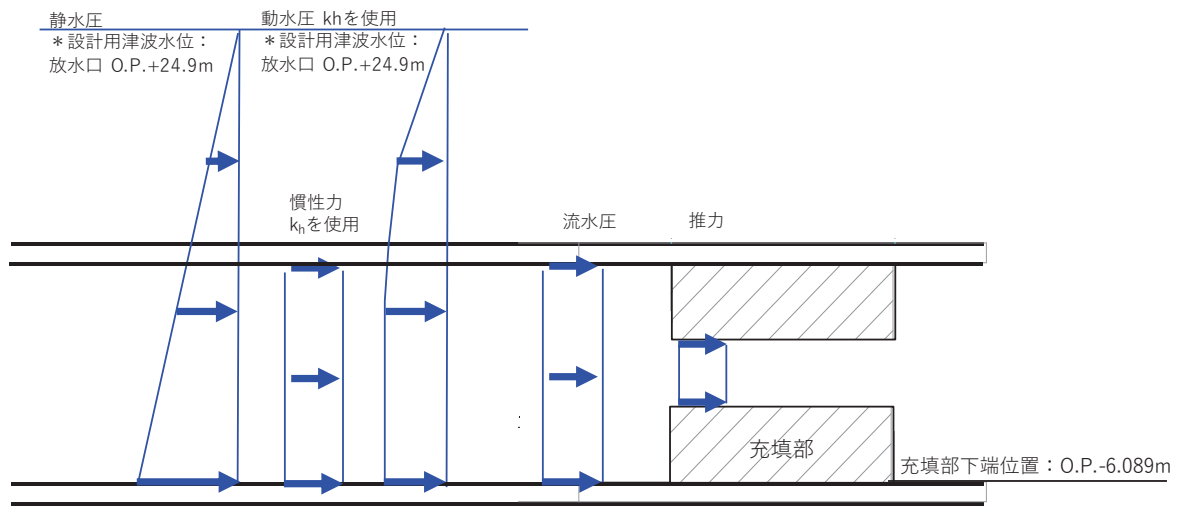 静水圧
＊設計用津波水位：
放水口 O.P.+24.9m
動水圧 khを使用
＊設計用津波水位：
放水口 O.P.+24.9m
慣性力
khを使用
流水圧
推力
充填部
充填部下端位置：O.P.-6.089m